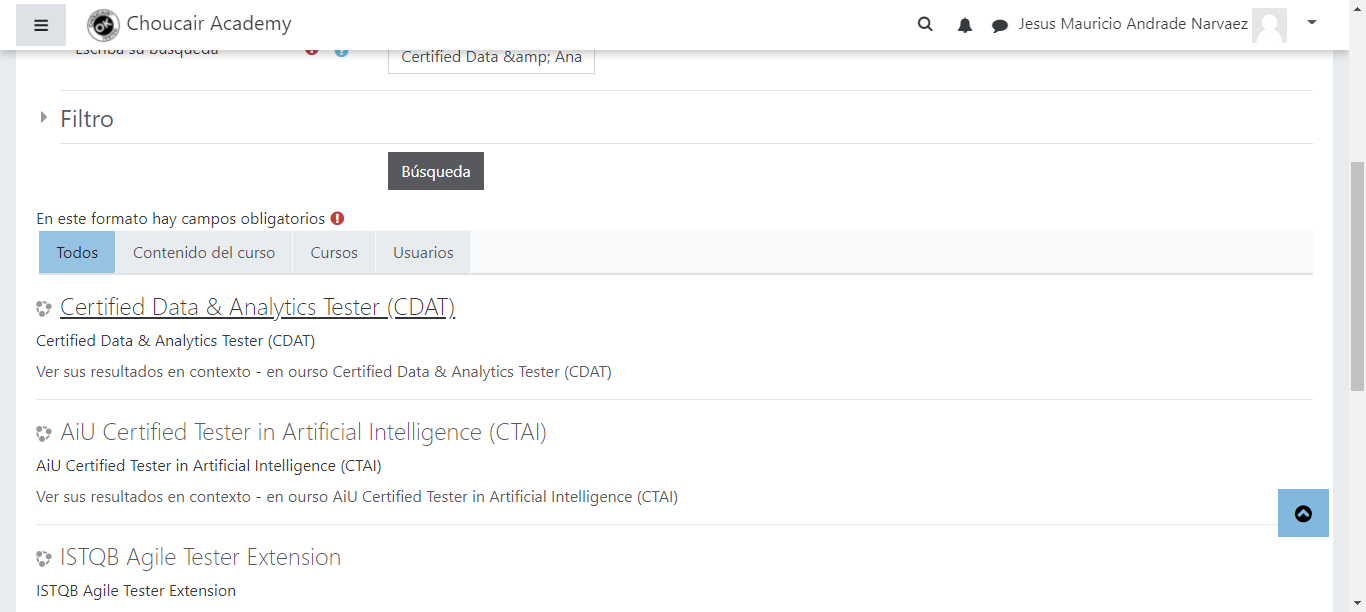 Choucair Academy
Jesus Mauricio Andrade Narvaez
Escriba su búsqueda
Certified Data &amp; Ana
Filtro
Búsqueda
En este formato hay campos obligatorios
Todos
Contenido del curso
Cursos
Usuarios
Certified Data & Analytics Tester (CDAT)
Certified Data & Analytics Tester (CDAT)
Ver sus resultados en contexto - en ourso Certified Data & Analytics Tester (CDAT)
AiU Certified Tester in Artificial Intelligence (CTAI)
AiU Certified Tester in Artificial Intelligence (CTAI)
Ver sus resultados en contexto - en ourso AiU Certified Tester in Artificial Intelligence (CTAI)
ISTQB Agile Tester Extension
ISTQB Agile Tester Extension